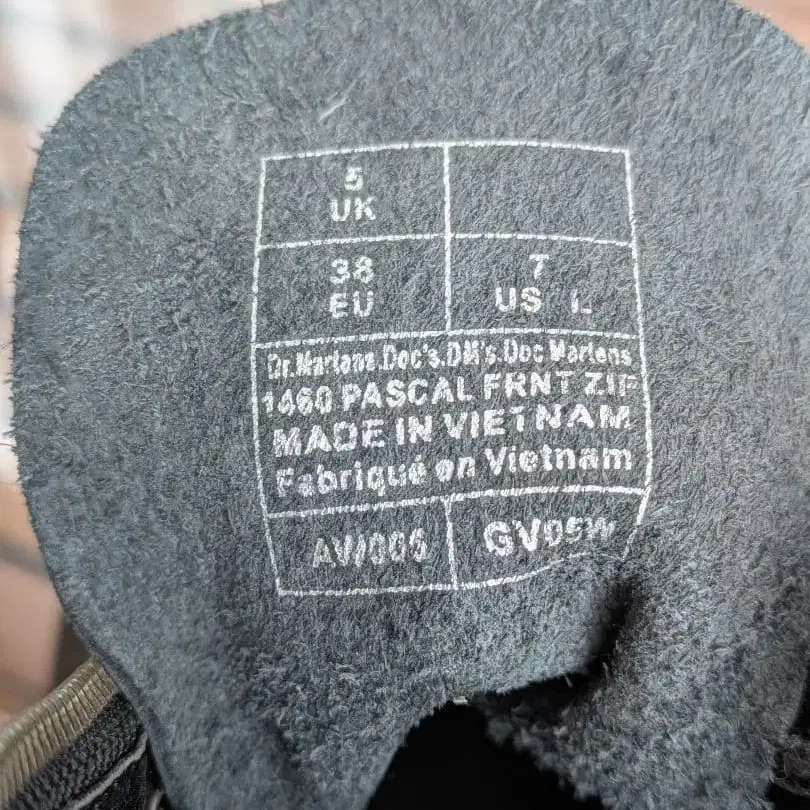 5
UK
38
EU
7
US L
Dr.Martens.Doc's.DM's.Doc Martens
1460 PASCAL FRNT ZIP
MADE IN VIETNAM
Fabriqué en Vietnam
GV05W